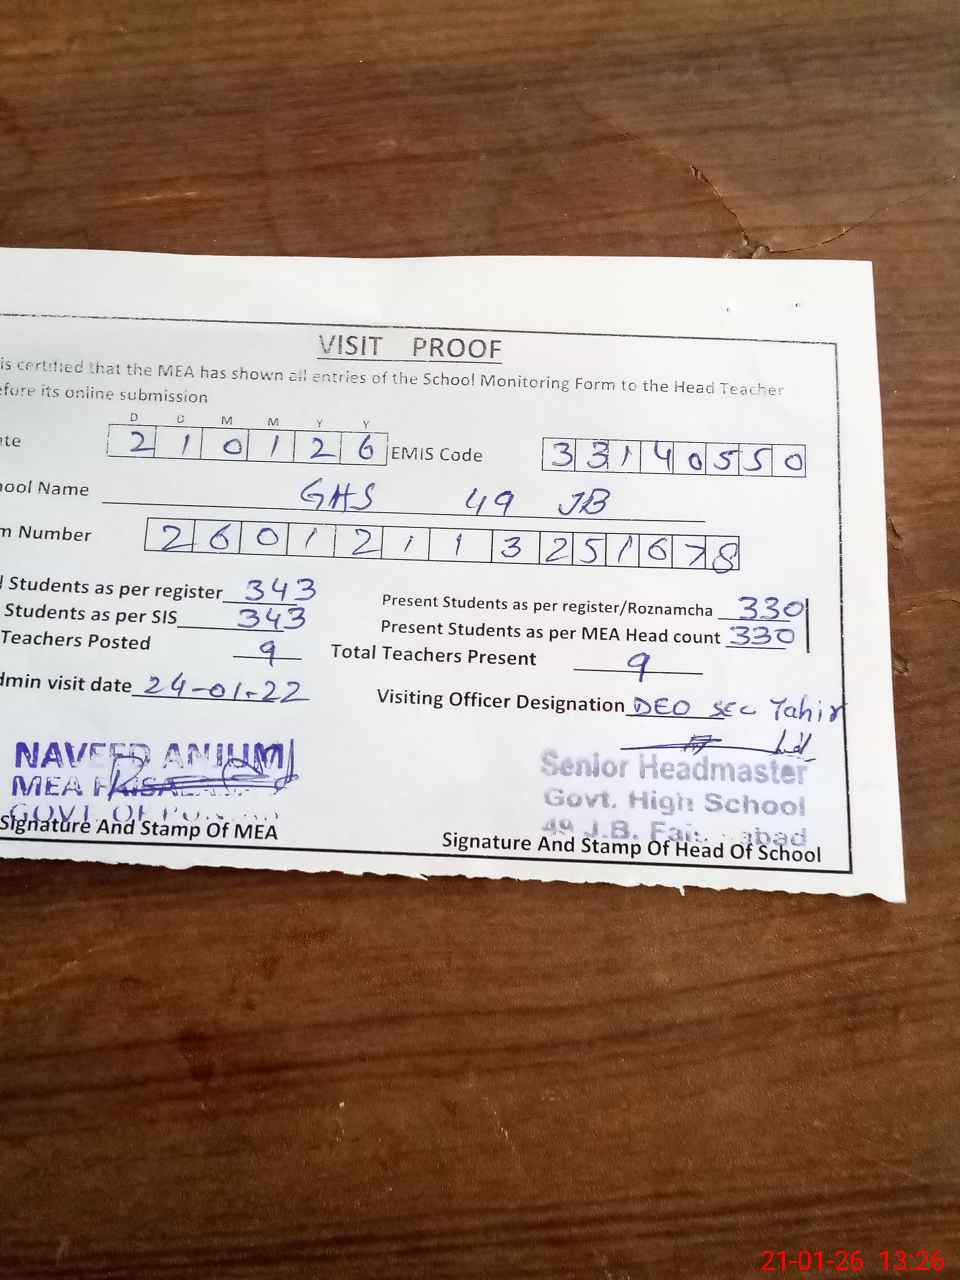 VISIT PROOF
is certified that the MEA has shown all entries of the School Monitoring Form to the Head Teacher
efore its online submission
D D M M Y Y
te 2 1 0 1 2 6 EMIS Code 3 3 1 4 0 5 5 0
ool Name GHS 49 JB
m Number 2 6 0 1 2 1 1 3 2 5 1 6 7 8
l Students as per register 343 Present Students as per register/Roznamcha 330
Students as per SIS 343 Present Students as per MEA Head count 330
Teachers Posted 9 Total Teachers Present 9
dmin visit date 24-01-22 Visiting Officer Designation DEO SEC Tahir
NAVEED ANJUM Senior Headmaster
MEA Govt. High School
GOVT OF 49 J.B.
Signature And Stamp Of MEA Signature And Stamp Of Head Of School
21-01-26 13:26